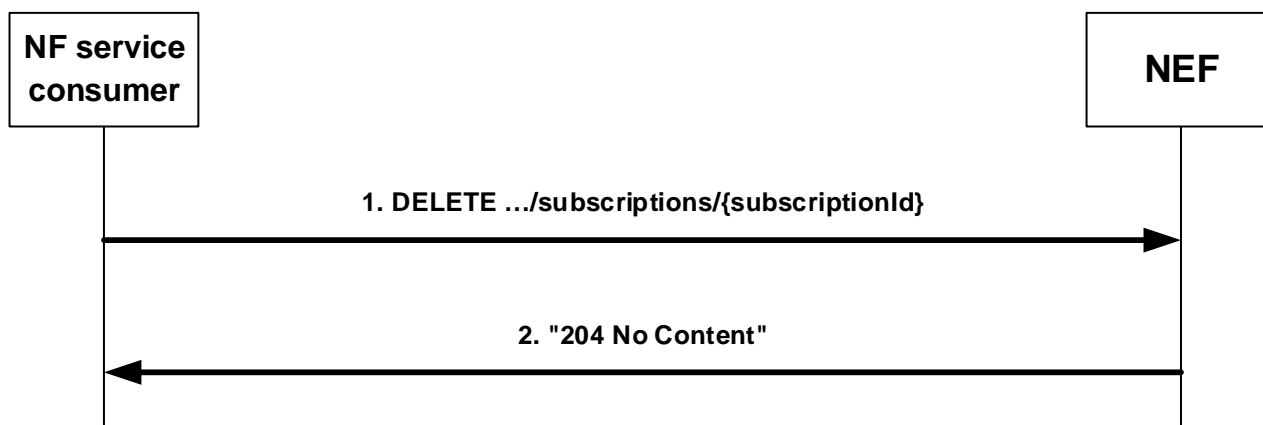 NF service
consumer
NEF
1. DELETE …/subscriptions/{subscriptionId}
2. "204 No Content"